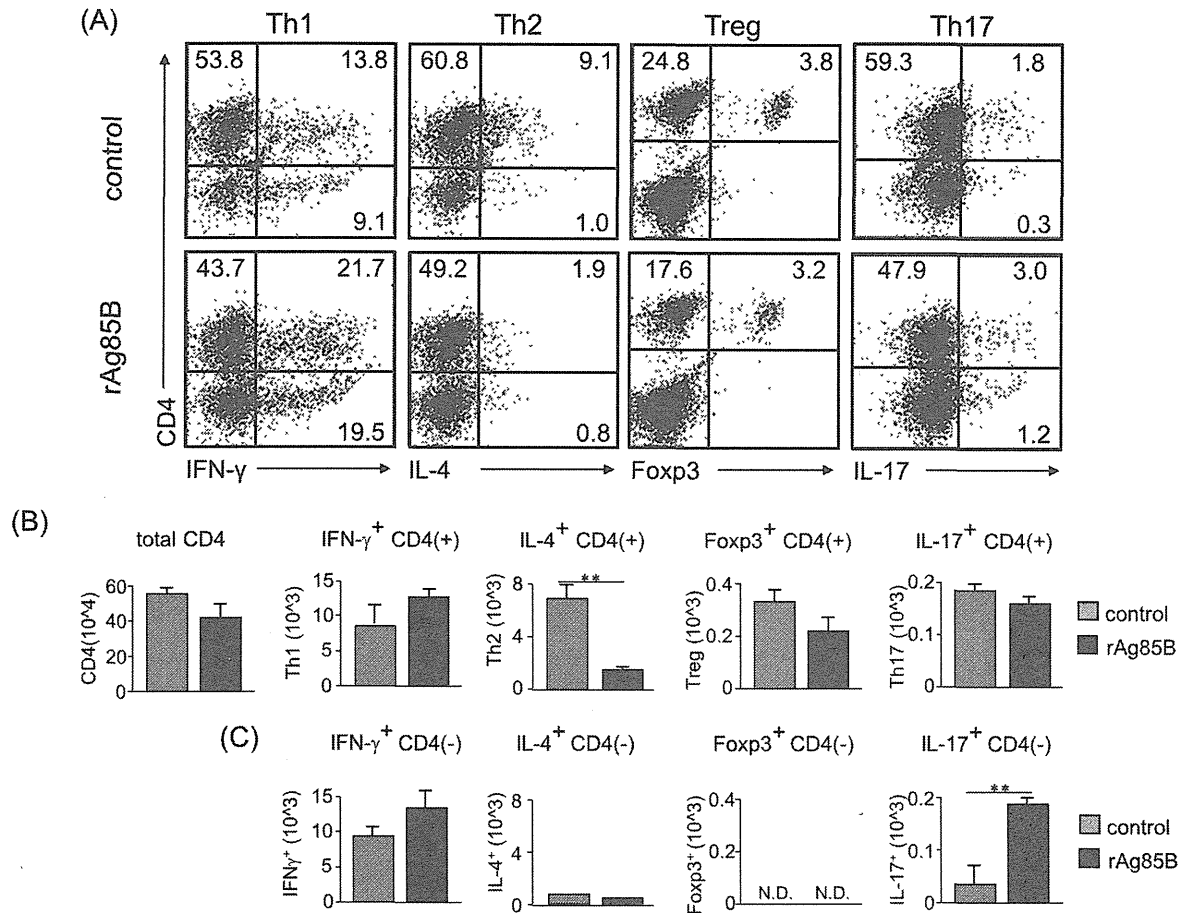 (A)
Th1 Th2 Treg Th17
control
53.8 13.8 60.8 9.1 24.8 3.8 59.3 1.8
9.1 1.0 0.3
rAg85B
43.7 21.7 49.2 1.9 17.6 3.2 47.9 3.0
19.5 0.8 1.2
CD4
IFN-γ IL-4 Foxp3 IL-17
(B)
total CD4 IFN-γ+ CD4(+) IL-4+ CD4(+) Foxp3+ CD4(+) IL-17+ CD4(+)
CD4(10^4)
60
40
20
0
Th1 (10^3)
15
10
5
0
Th2 (10^3)
8
4
0
**
Treg (10^3)
0.4
0.2
0
Th17 (10^3)
0.2
0.1
0
control
rAg85B
(C)
IFN-γ+ CD4(-) IL-4+ CD4(-) Foxp3+ CD4(-) IL-17+ CD4(-)
IFNγ+ (10^3)
15
10
5
0
IL-4+ (10^3)
8
4
0
Foxp3+ (10^3)
0.4
0.2
0
N.D. N.D.
IL-17+ (10^3)
0.2
0.1
0
**
control
rAg85B